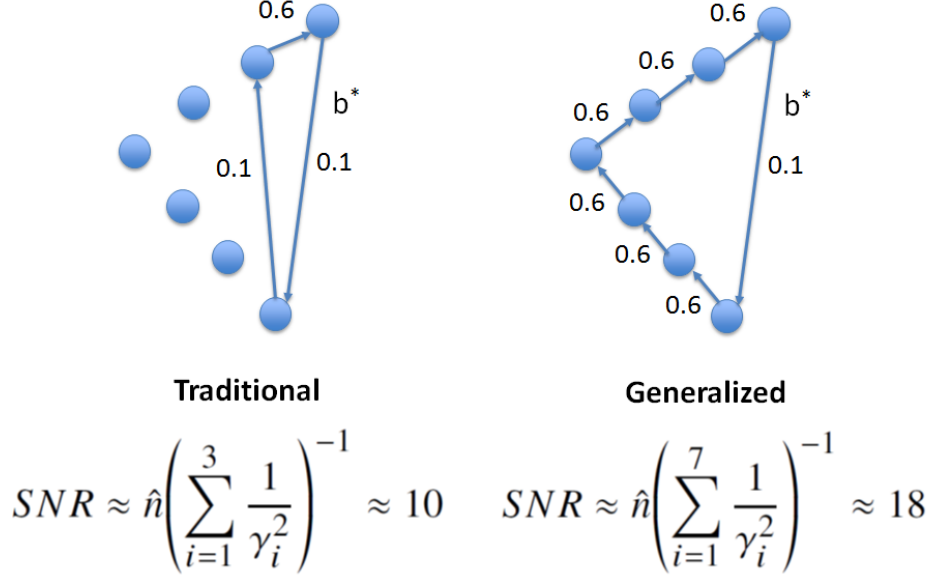 0.6
b*
0.1
0.1
Traditional
SNR ≈ n̂(∑_{i=1}^{3} 1/γ_i^2)^{-1} ≈ 10
0.6
0.6
0.6
b*
0.1
0.6
0.6
0.6
Generalized
SNR ≈ n̂(∑_{i=1}^{7} 1/γ_i^2)^{-1} ≈ 18